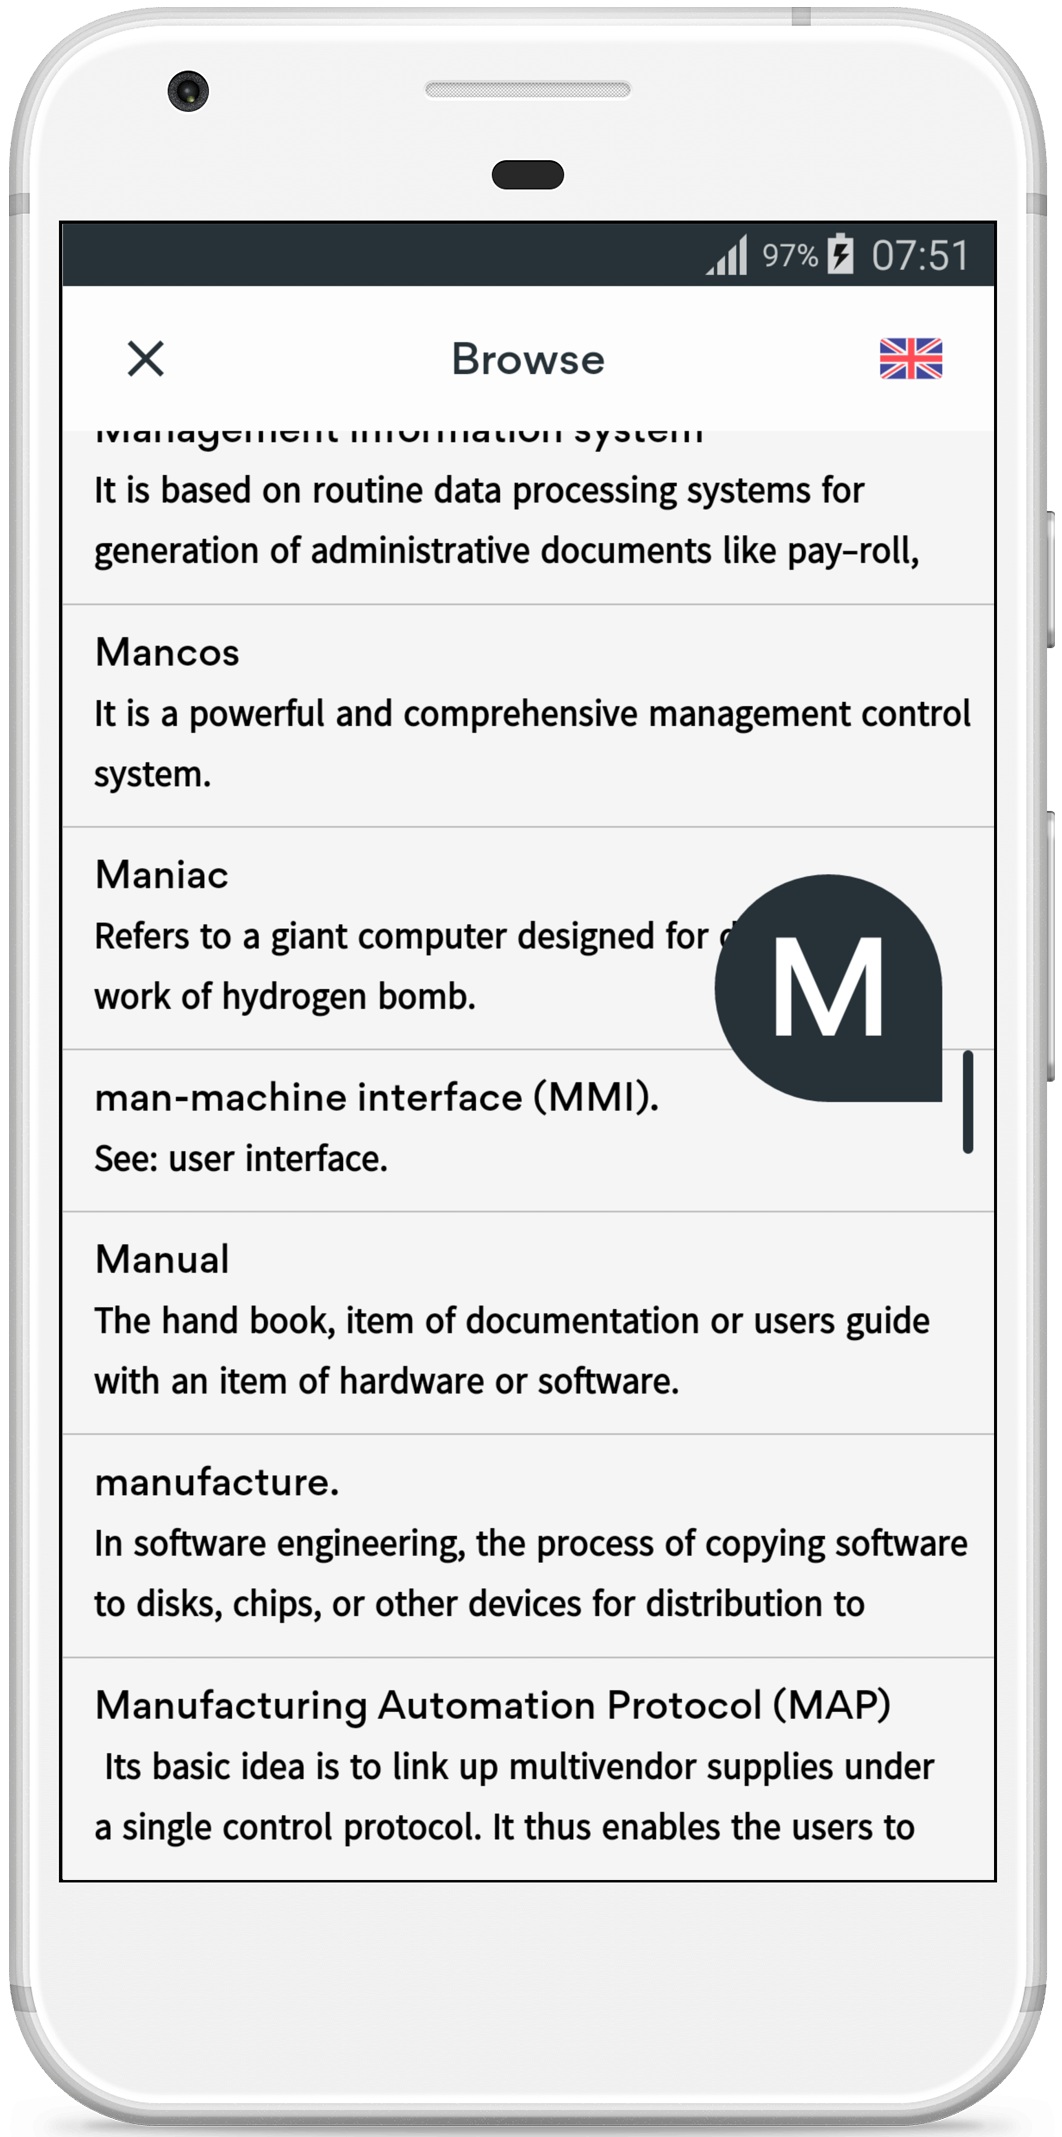 97% 07:51
Browse
Management information system
It is based on routine data processing systems for
generation of administrative documents like pay-roll,
Mancos
It is a powerful and comprehensive management control
system.
Maniac
Refers to a giant computer designed for
work of hydrogen bomb.
M
man-machine interface (MMI).
See: user interface.
Manual
The hand book, item of documentation or users guide
with an item of hardware or software.
manufacture.
In software engineering, the process of copying software
to disks, chips, or other devices for distribution to
Manufacturing Automation Protocol (MAP)
Its basic idea is to link up multivendor supplies under
a single control protocol. It thus enables the users to